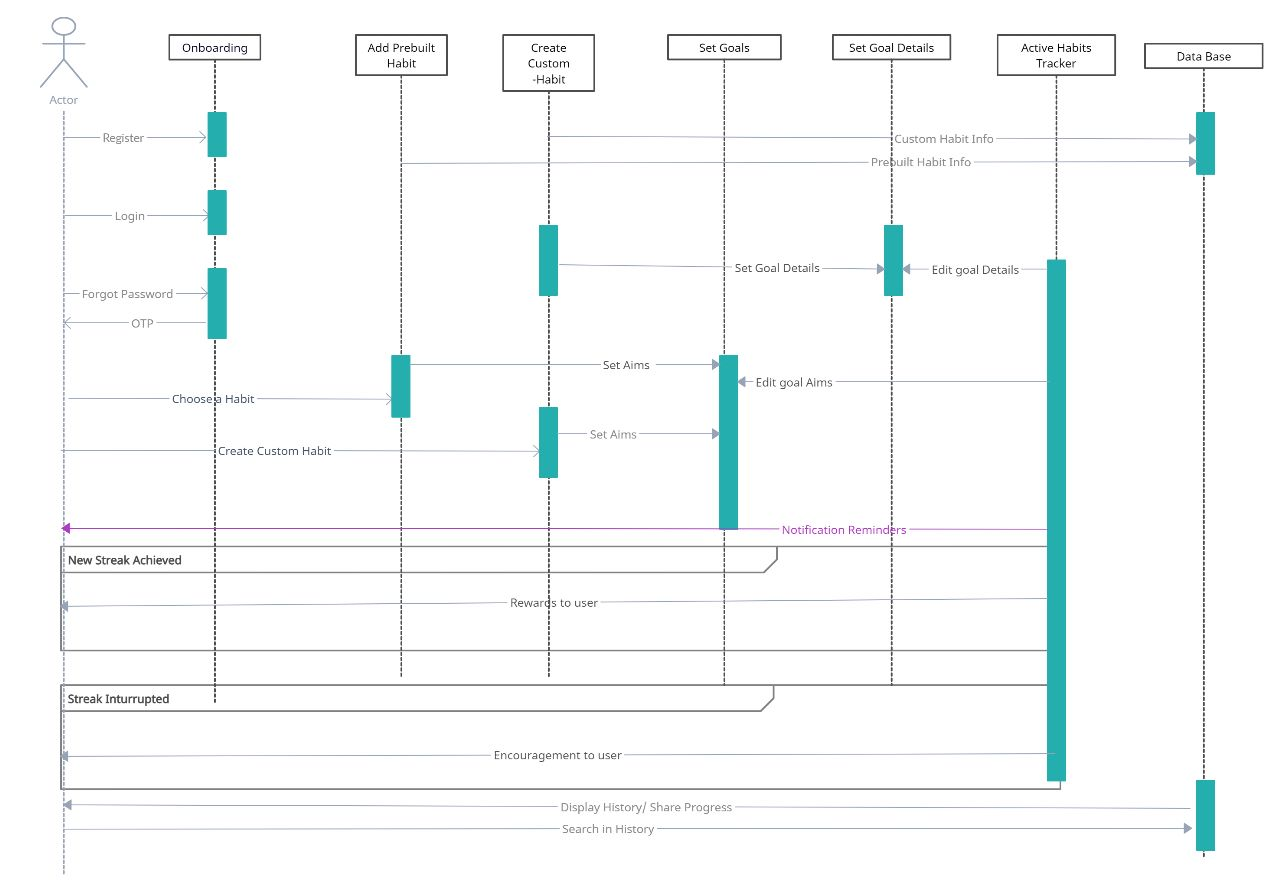 Onboarding
Add Prebuilt
Habit
Create
Custom
-Habit
Set Goals
Set Goal Details
Active Habits
Tracker
Data Base
Actor
Register
Custom Habit Info
Prebuilt Habit Info
Login
Set Goal Details
Edit goal Details
Forgot Password
OTP
Set Aims
Edit goal Aims
Choose a Habit
Set Aims
Create Custom Habit
Notification Reminders
New Streak Achieved
Rewards to user
Streak Inturrupted
Encouragement to user
Display History/ Share Progress
Search in History